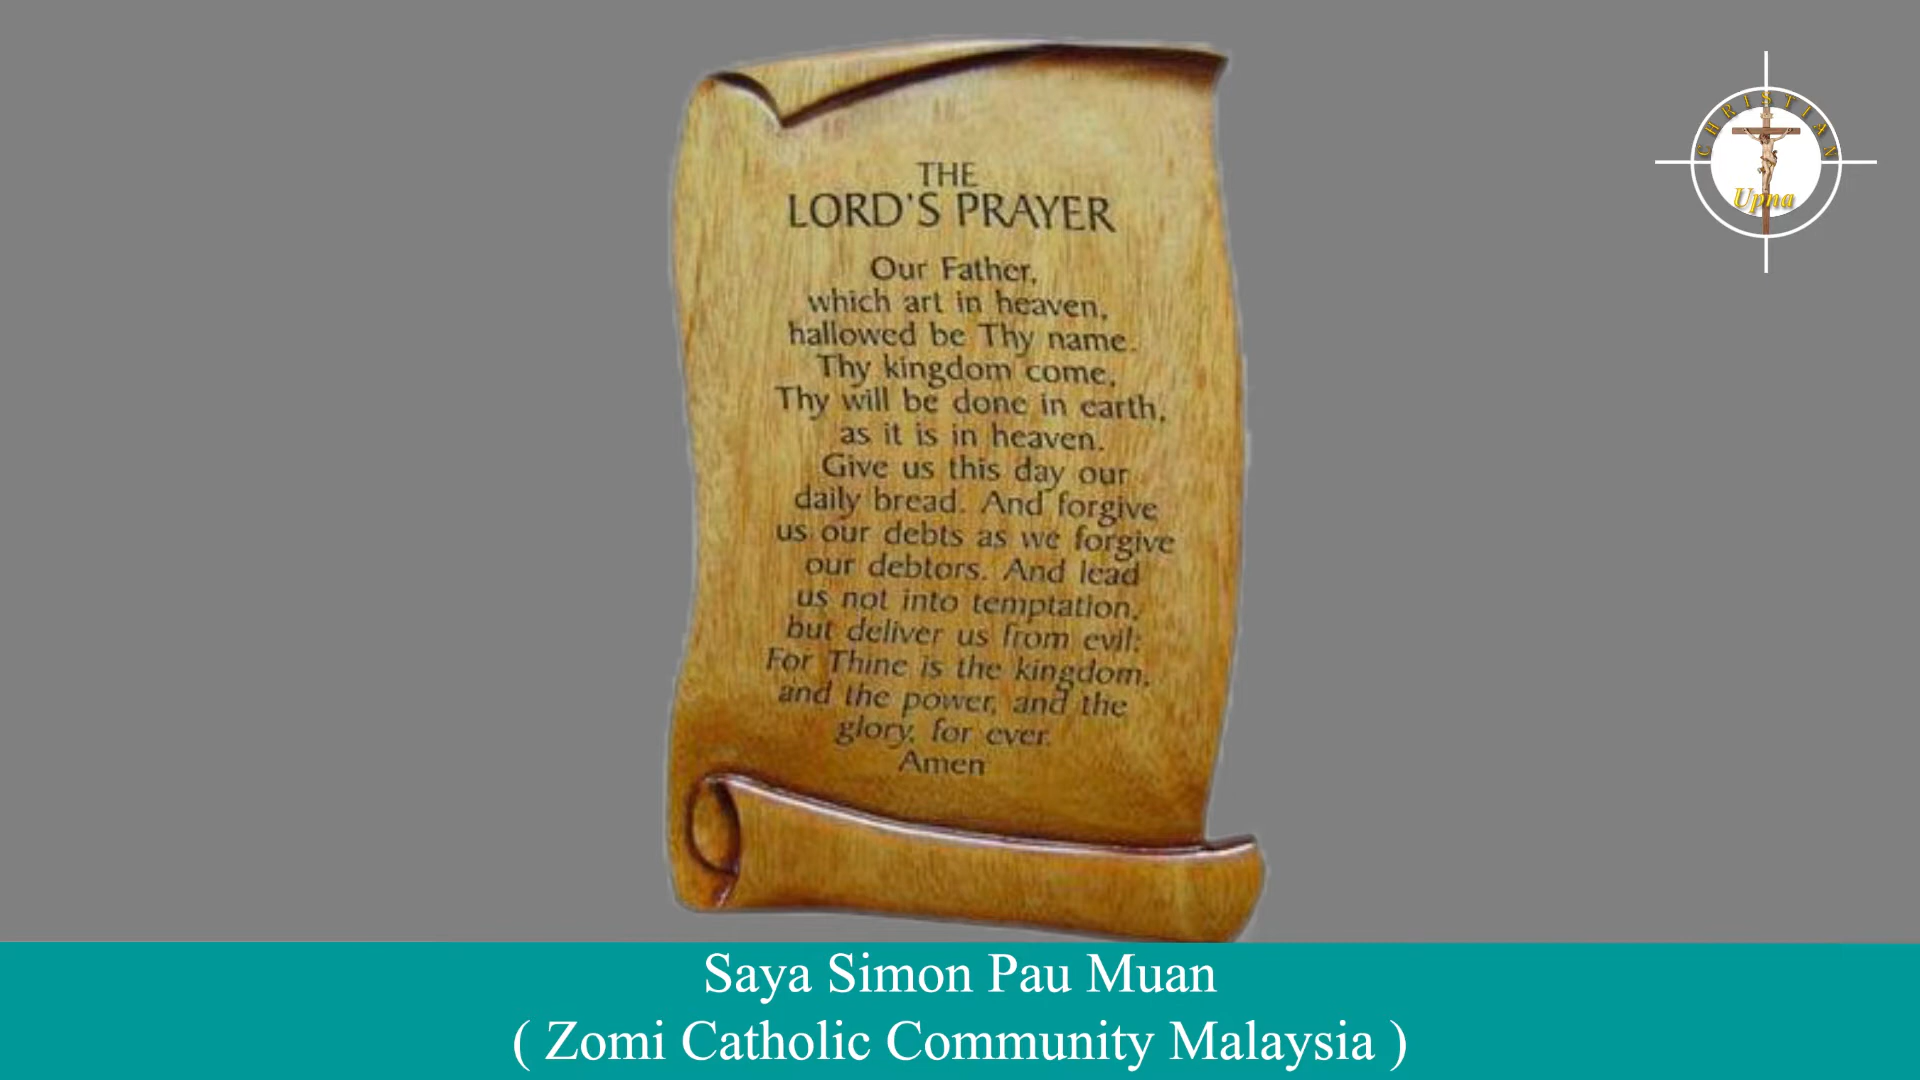 THE
LORD'S PRAYER
Our Father,
which art in heaven,
hallowed be Thy name.
Thy kingdom come,
Thy will be done in earth,
as it is in heaven.
Give us this day our
daily bread. And forgive
us our debts as we forgive
our debtors. And lead
us not into temptation,
but deliver us from evil:
For Thine is the kingdom,
and the power, and the
glory, for ever.
Amen
CHRISTIAN
Upna
Saya Simon Pau Muan
( Zomi Catholic Community Malaysia )